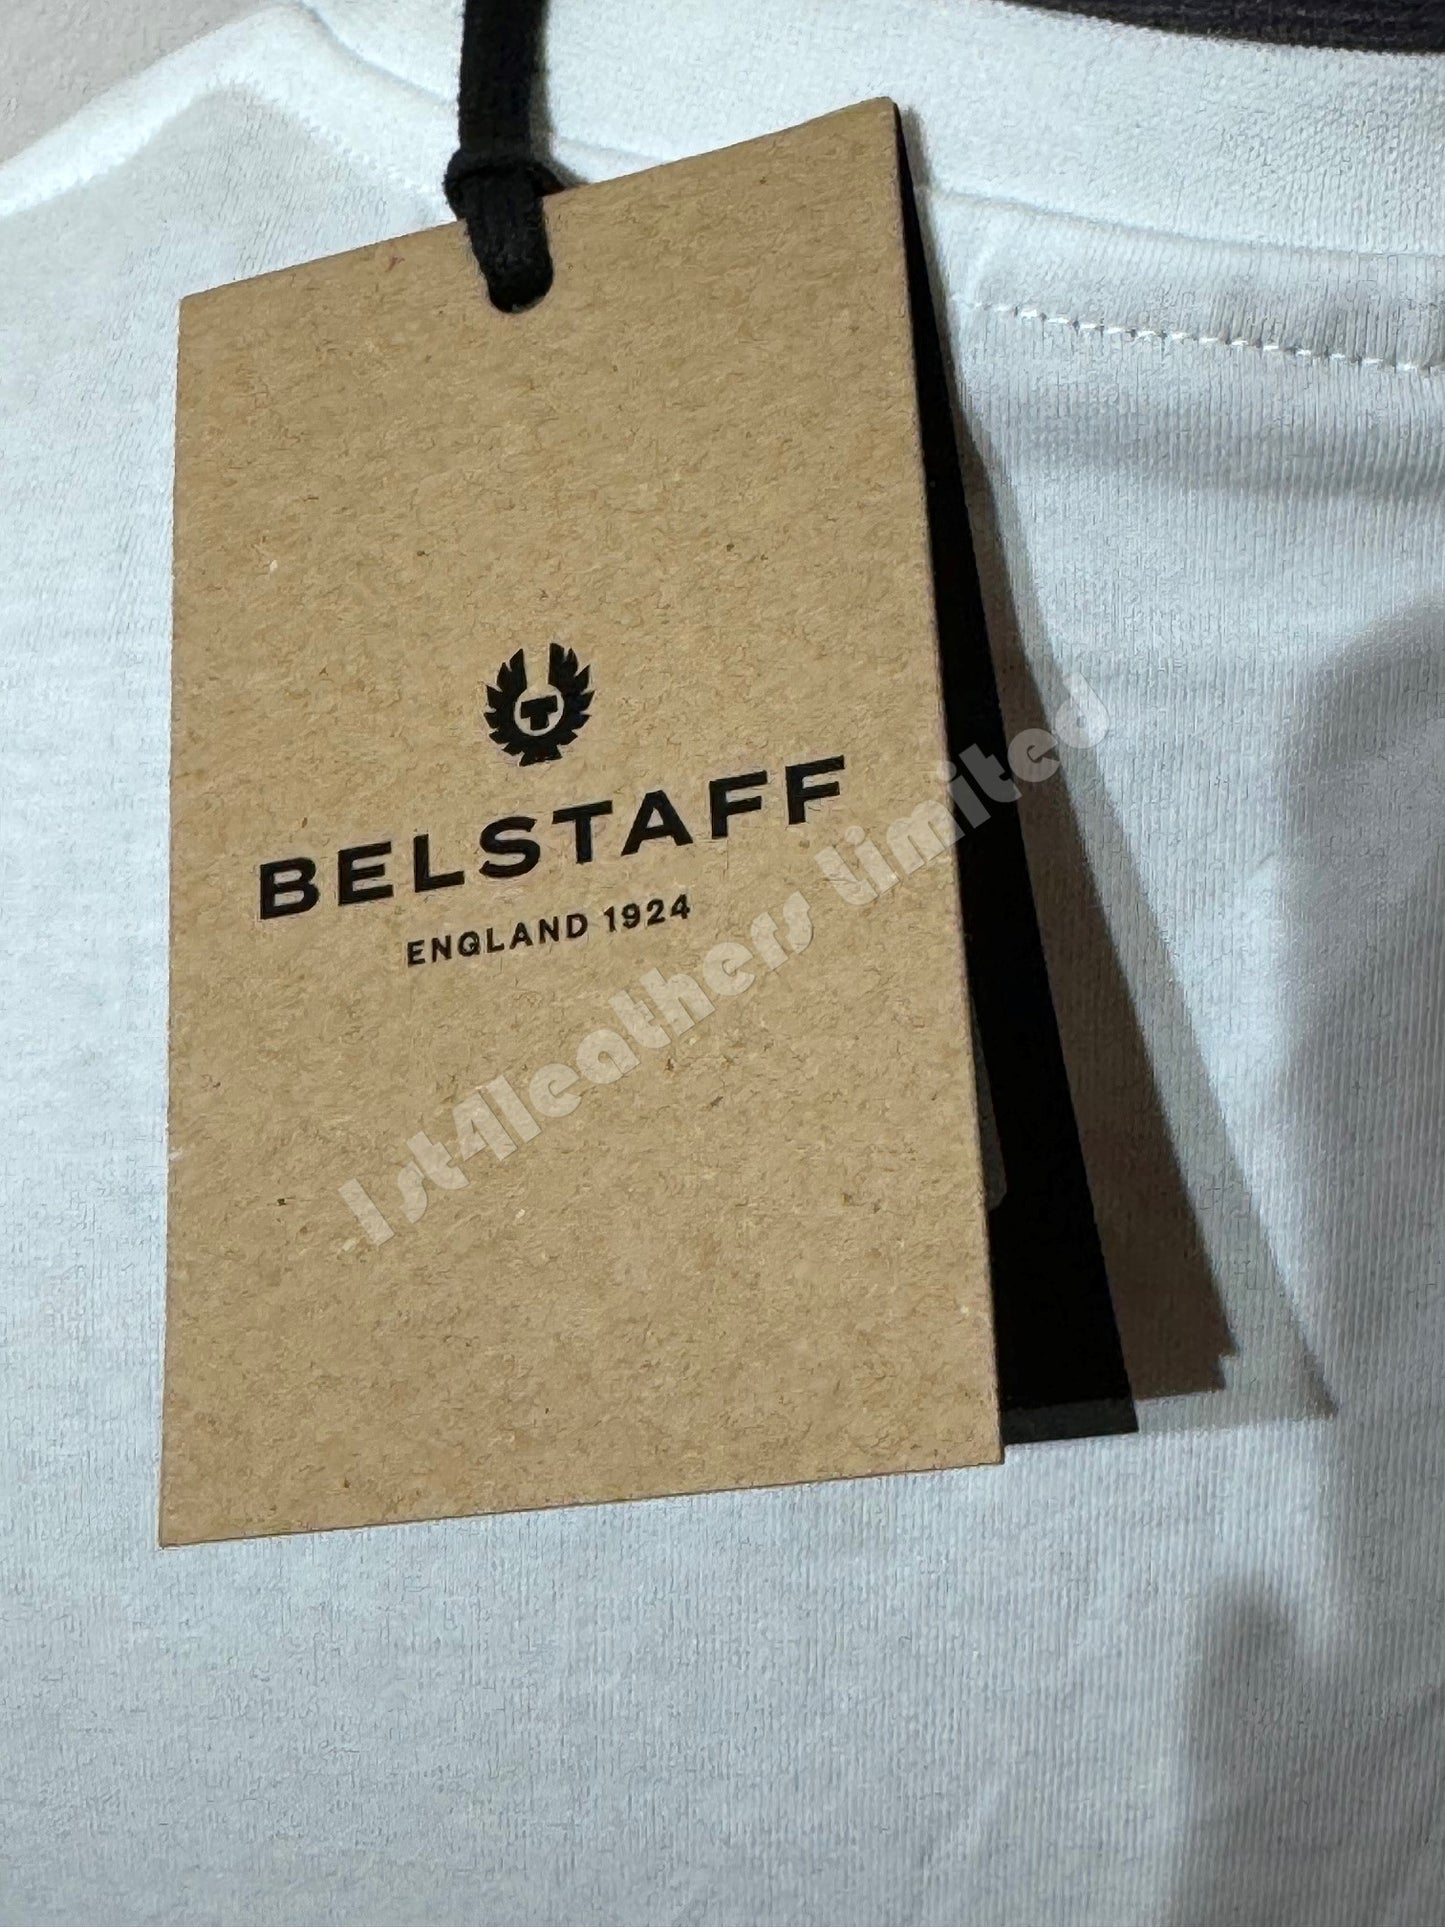 BELSTAFF
ENGLAND 1924
1st4leathers limited